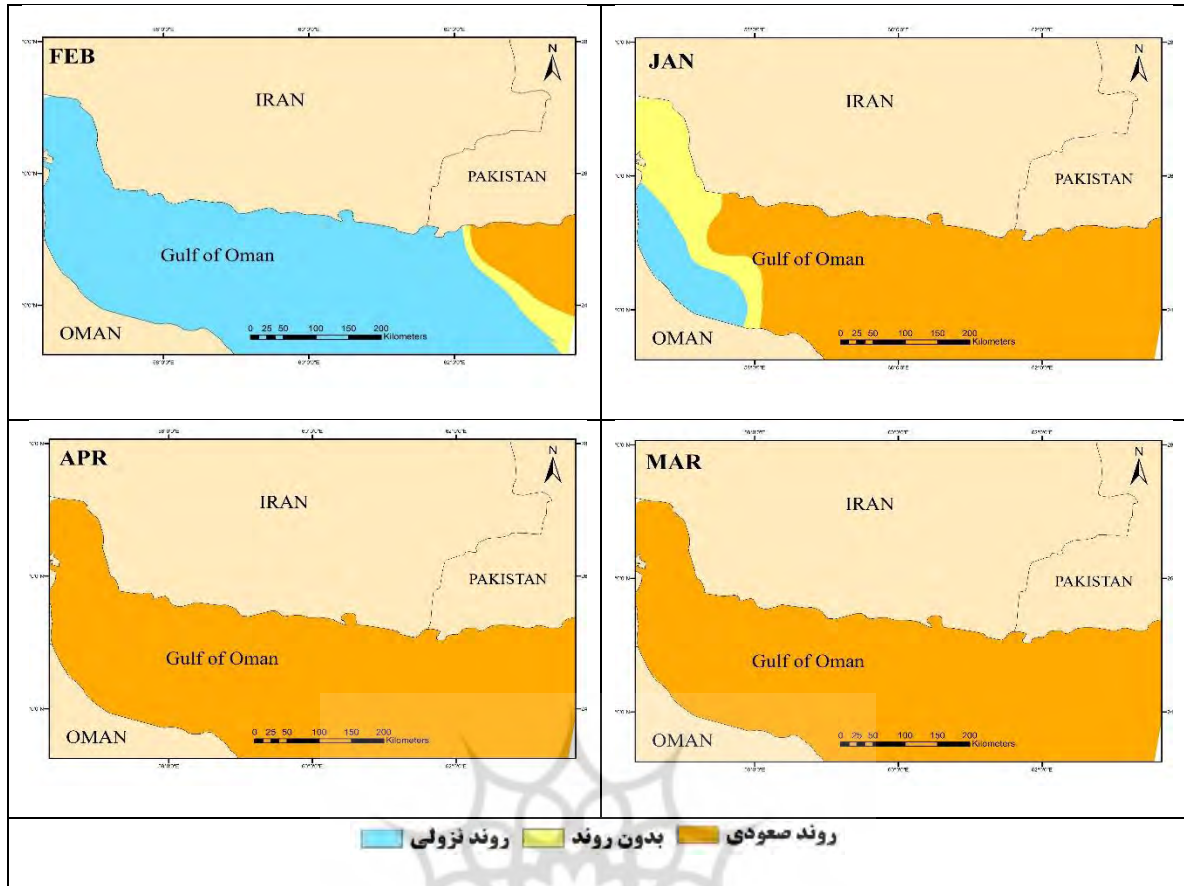 FEB
N
IRAN
PAKISTAN
Gulf of Oman
OMAN
0 25 50 100 150 200
Kilometers
JAN
N
IRAN
PAKISTAN
Gulf of Oman
OMAN
0 25 50 100 150 200
Kilometers
APR
N
IRAN
PAKISTAN
Gulf of Oman
OMAN
0 25 50 100 150 200
Kilometers
MAR
N
IRAN
PAKISTAN
Gulf of Oman
OMAN
0 25 50 100 150 200
Kilometers
روند صعودی بدون روند روند نزولی